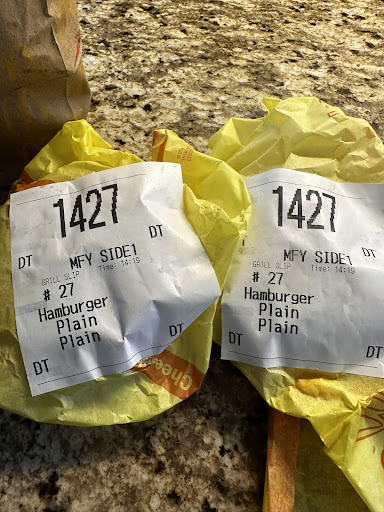 1427
DT
DT
MFY SIDE1
GRILL SLIP
Time: 14:19
# 27
Hamburger
Plain
Plain
DT
DT
1427
DT
DT
MFY SIDE1
GRILL SLIP
Time: 14:19
# 27
Hamburger
Plain
Plain
DT
DT